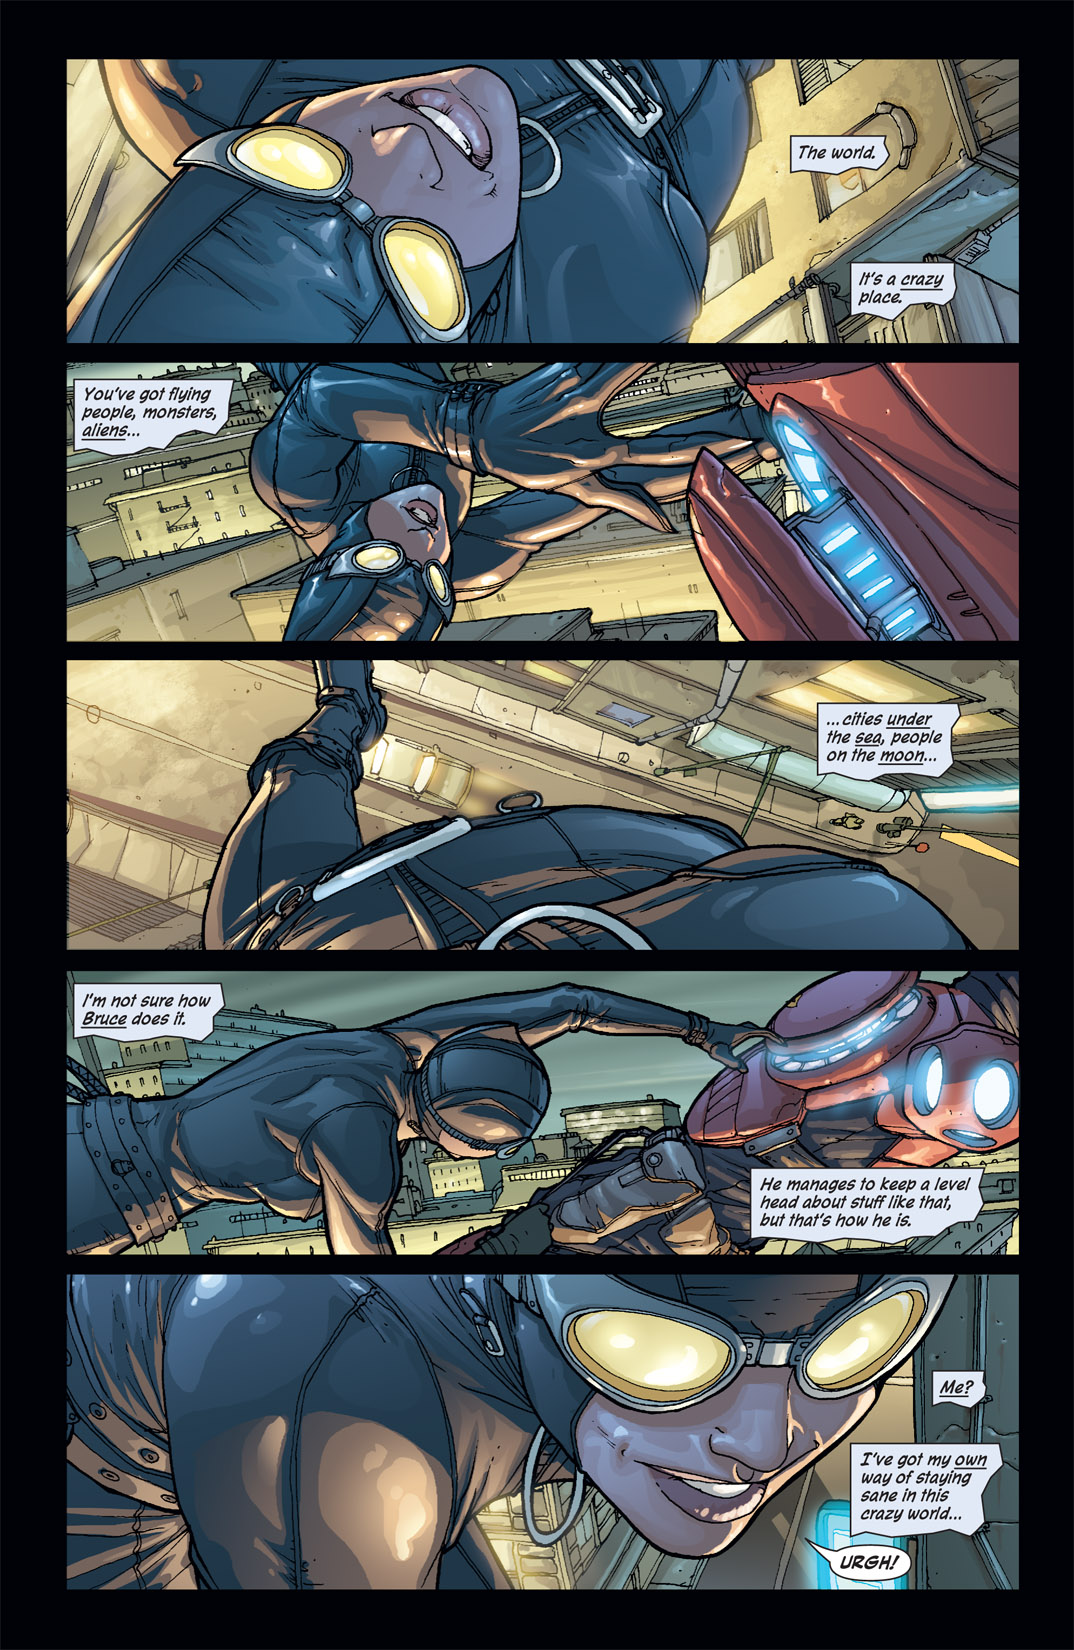 The world.
It's a crazy
place.
You've got flying
people, monsters,
aliens...
...cities under
the sea, people
on the moon...
I'm not sure how
Bruce does it.
He manages to keep a level
head about stuff like that,
but that's how he is.
Me?
I've got my own
way of staying
sane in this
crazy world...
URGH!